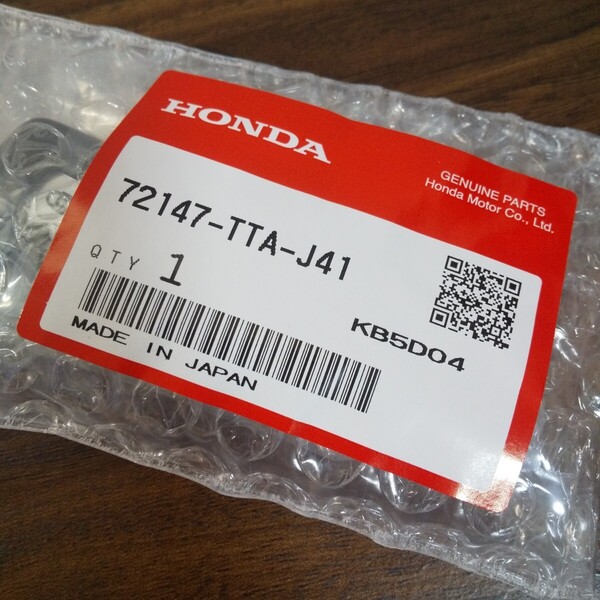 HONDA
GENUINE PARTS
Honda Motor Co., Ltd.
72147-TTA-J41
QTY 1
KB5D04
MADE IN JAPAN